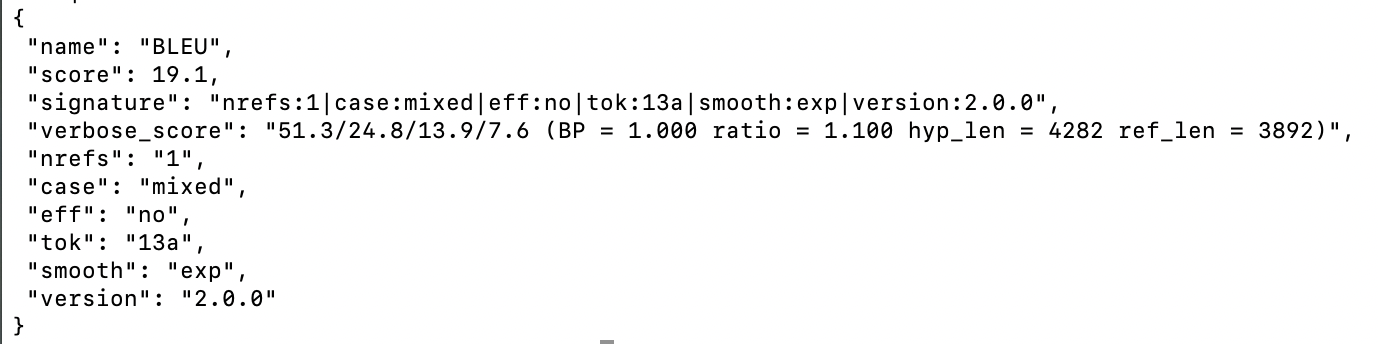 {
"name": "BLEU",
"score": 19.1,
"signature": "nrefs:1|case:mixed|eff:no|tok:13a|smooth:exp|version:2.0.0",
"verbose_score": "51.3/24.8/13.9/7.6 (BP = 1.000 ratio = 1.100 hyp_len = 4282 ref_len = 3892)",
"nrefs": "1",
"case": "mixed",
"eff": "no",
"tok": "13a",
"smooth": "exp",
"version": "2.0.0"
}